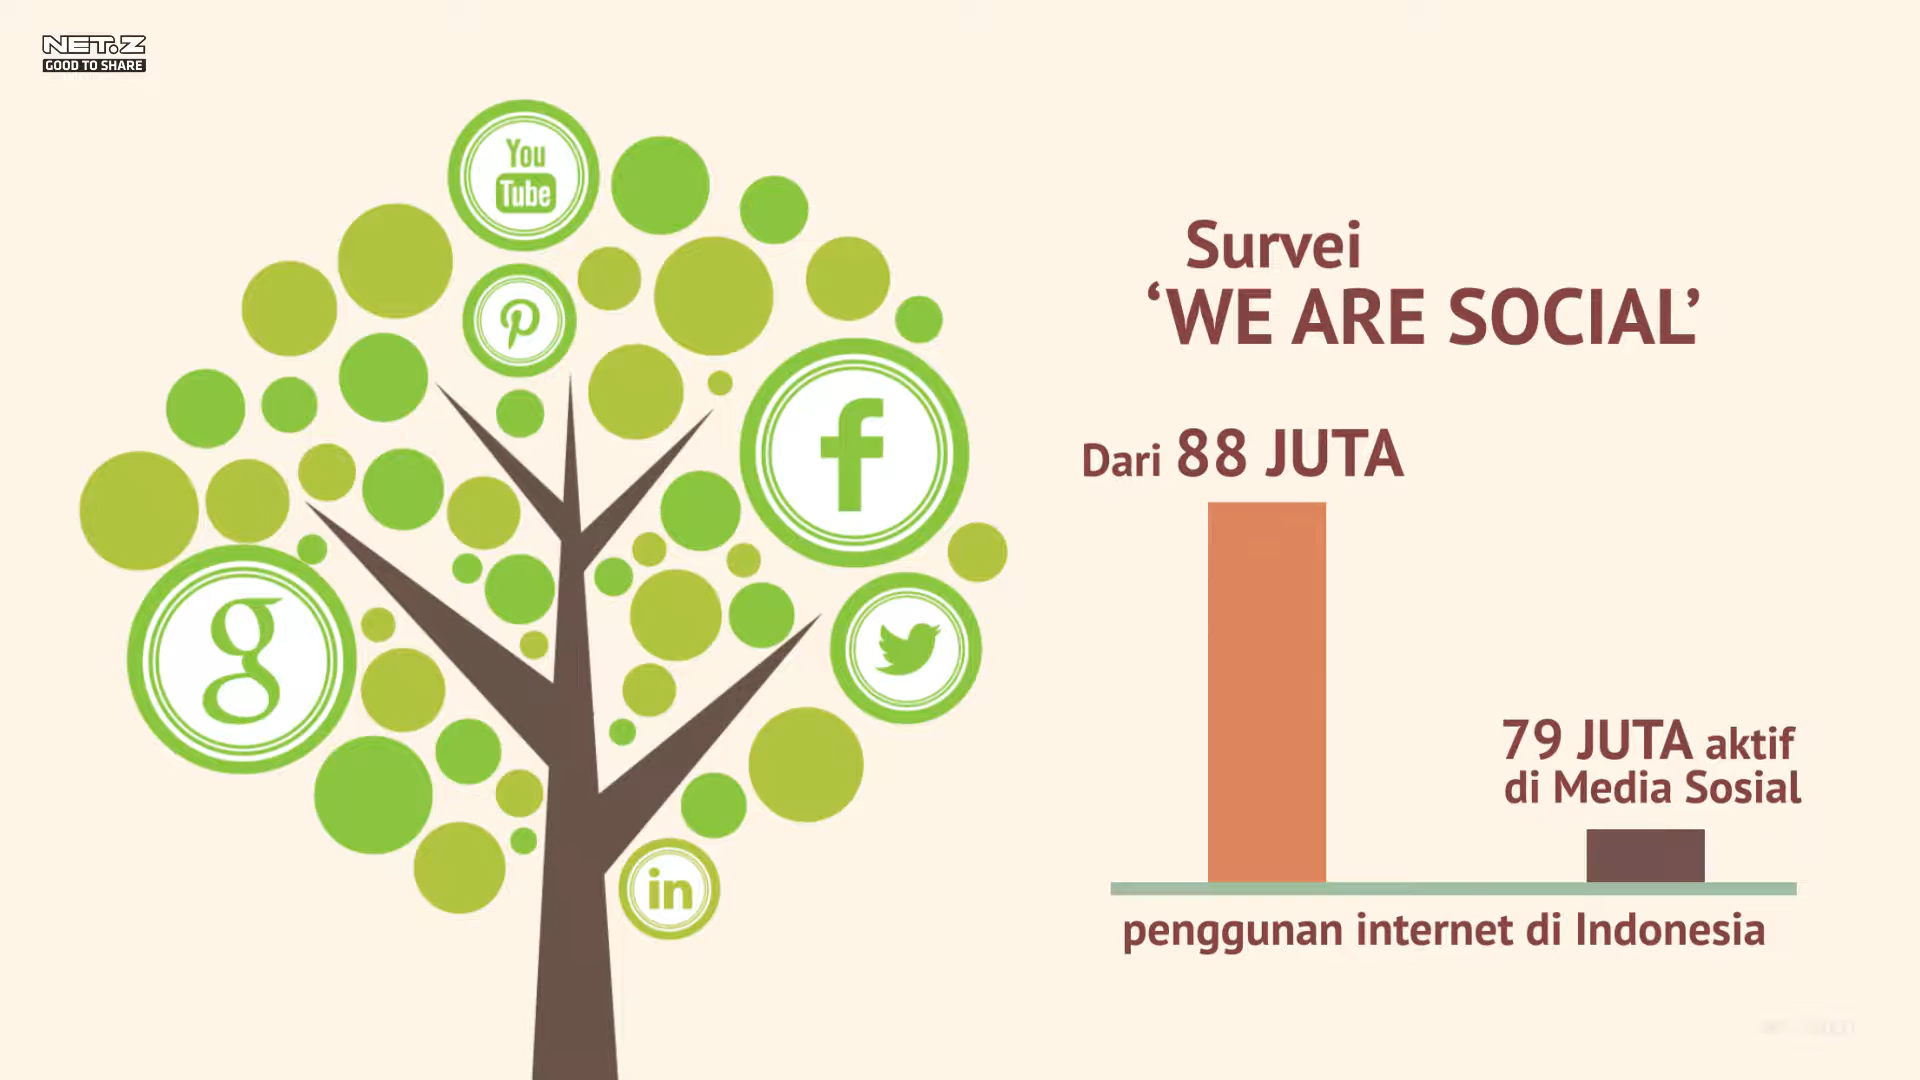 NET.Z
GOOD TO SHARE
You
Tube
f
g
in
Survei
‘WE ARE SOCIAL’
Dari 88 JUTA
79 JUTA aktif
di Media Sosial
penggunan internet di Indonesia